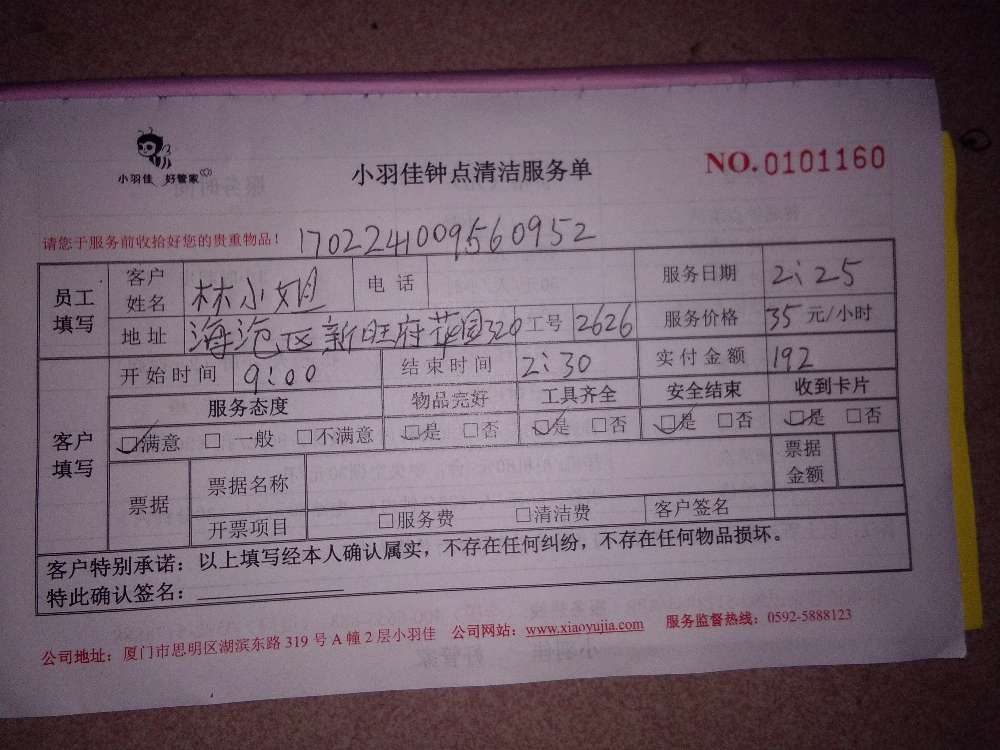 小羽佳 好管家
小羽佳钟点清洁服务单
NO.0101160
请您于服务前收拾好您的贵重物品！ 1702241009560952
员工填写 客户姓名 林小姐 电话 服务日期 2:25
地址 海沧区新旺府花园320 工号 2626 服务价格 35元/小时
客户填写 开始时间 9:00 结束时间 2:30 实付金额 192
服务态度 物品完好 工具齐全 安全结束 收到卡片
☑满意 □一般 □不满意 ☑是 □否 ☑是 □否 ☑是 □否 ☑是 □否
票据 票据名称 票据金额
开票项目 □服务费 □清洁费 客户签名
客户特别承诺：以上填写经本人确认属实，不存在任何纠纷，不存在任何物品损坏。
特此确认签名：
公司地址：厦门市思明区湖滨东路319号A幢2层小羽佳 公司网站：www.xiaoyujia.com 服务监督热线：0592-5888123